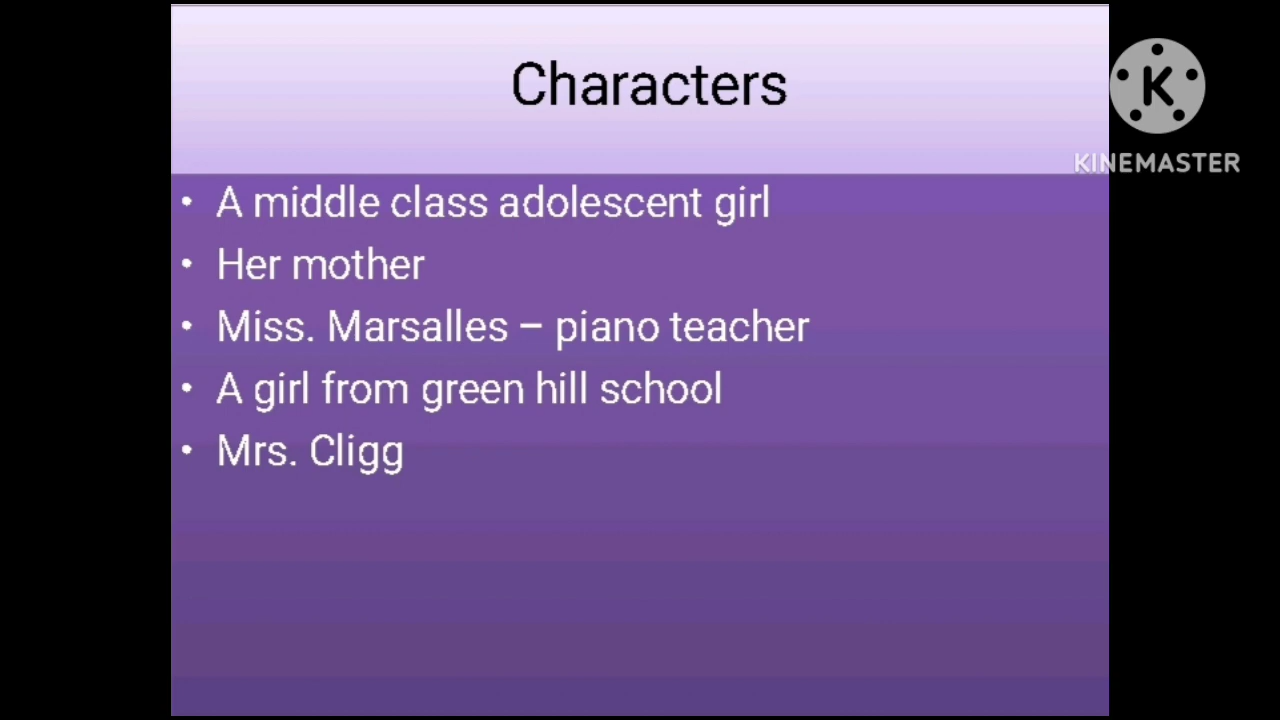 Characters
K
KINEMASTER
• A middle class adolescent girl
• Her mother
• Miss. Marsalles – piano teacher
• A girl from green hill school
• Mrs. Cligg